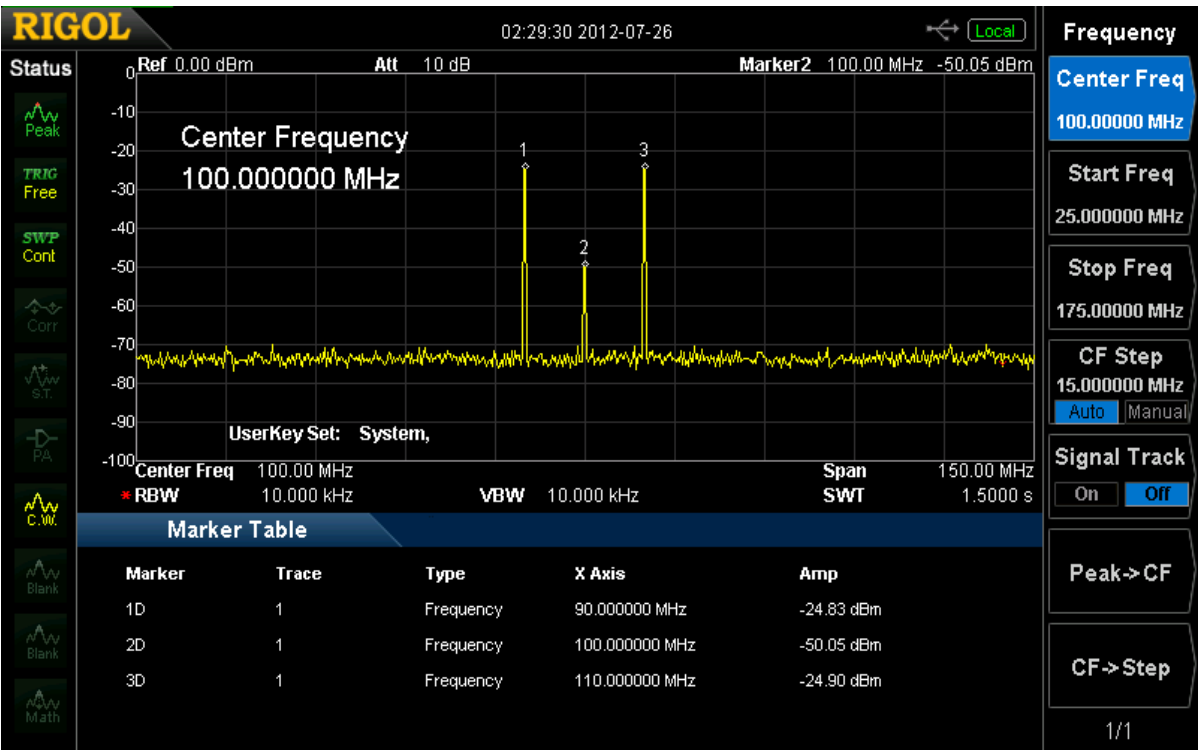 RIGOL
02:29:30 2012-07-26
Local
Status
Peak
TRIG
Free
SWP
Cont
Corr
S.T.
PA
C.W.
Blank
Blank
Math
Ref 0.00 dBm Att 10 dB Marker2 100.00 MHz -50.05 dBm
0
-10
-20
-30
-40
-50
-60
-70
-80
-90
-100
Center Frequency
100.000000 MHz
1
2
3
UserKey Set: System,
Center Freq 100.00 MHz Span 150.00 MHz
*RBW 10.000 kHz VBW 10.000 kHz SWT 1.5000 s
Marker Table
Marker Trace Type X Axis Amp
1D 1 Frequency 90.000000 MHz -24.83 dBm
2D 1 Frequency 100.000000 MHz -50.05 dBm
3D 1 Frequency 110.000000 MHz -24.90 dBm
Frequency
Center Freq
100.00000 MHz
Start Freq
25.000000 MHz
Stop Freq
175.00000 MHz
CF Step
15.000000 MHz
Auto Manual
Signal Track
On Off
Peak->CF
CF->Step
1/1